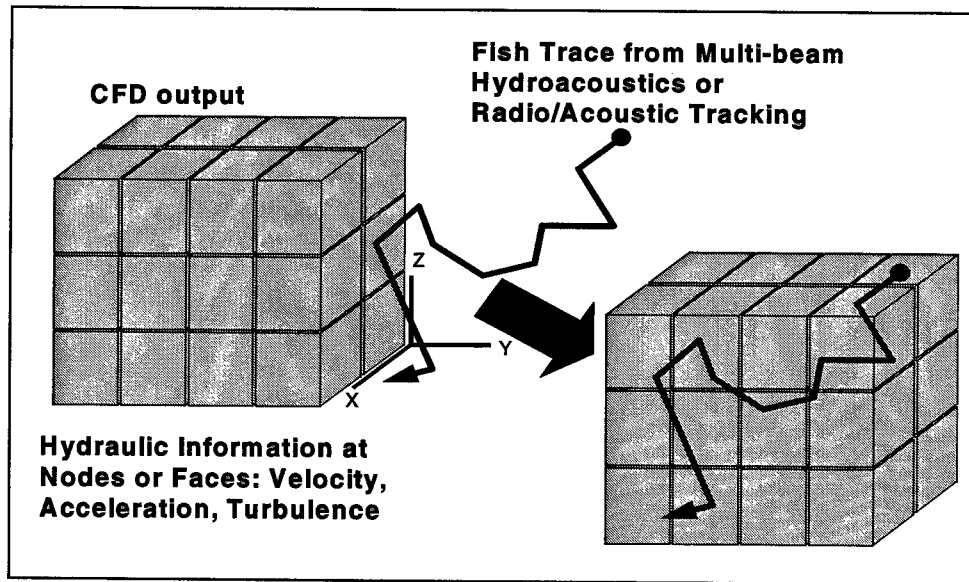 Fish Trace from Multi-beam
Hydroacoustics or
Radio/Acoustic Tracking
CFD output
Z
Y
X
Hydraulic Information at
Nodes or Faces: Velocity,
Acceleration, Turbulence